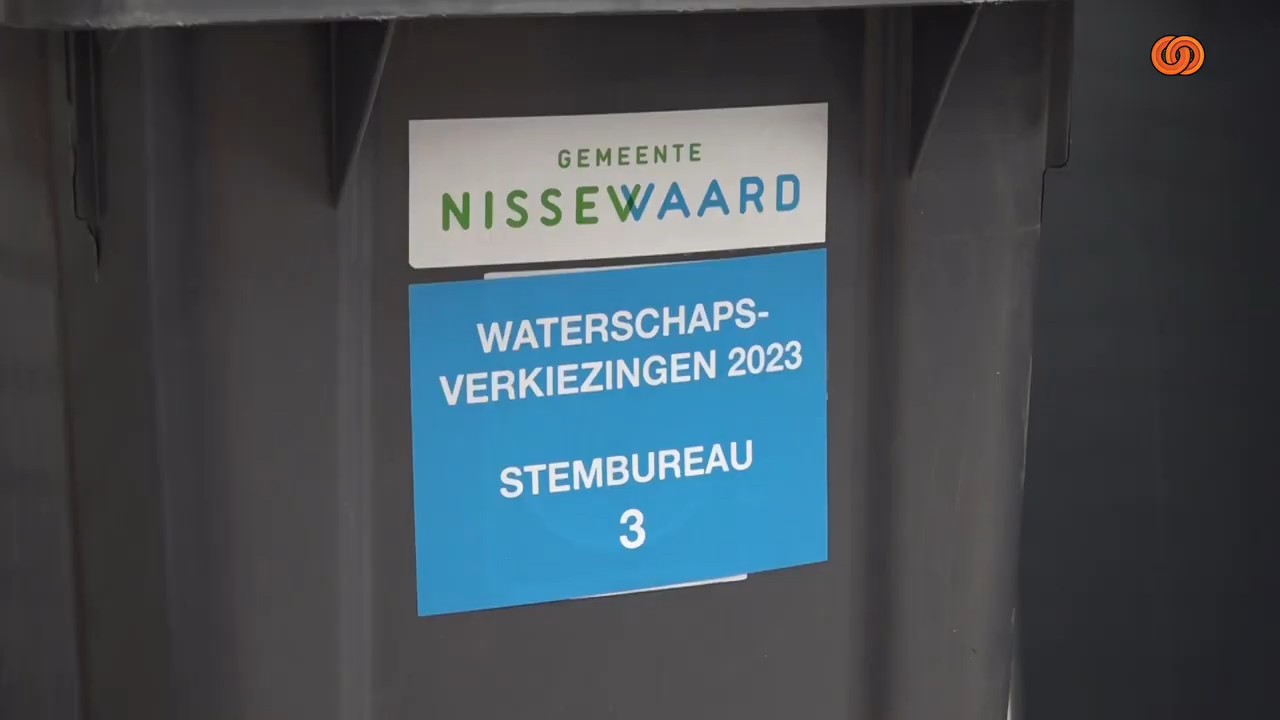 GEMEENTE
NISSEWAARD
WATERSCHAPS-
VERKIEZINGEN 2023
STEMBUREAU
3